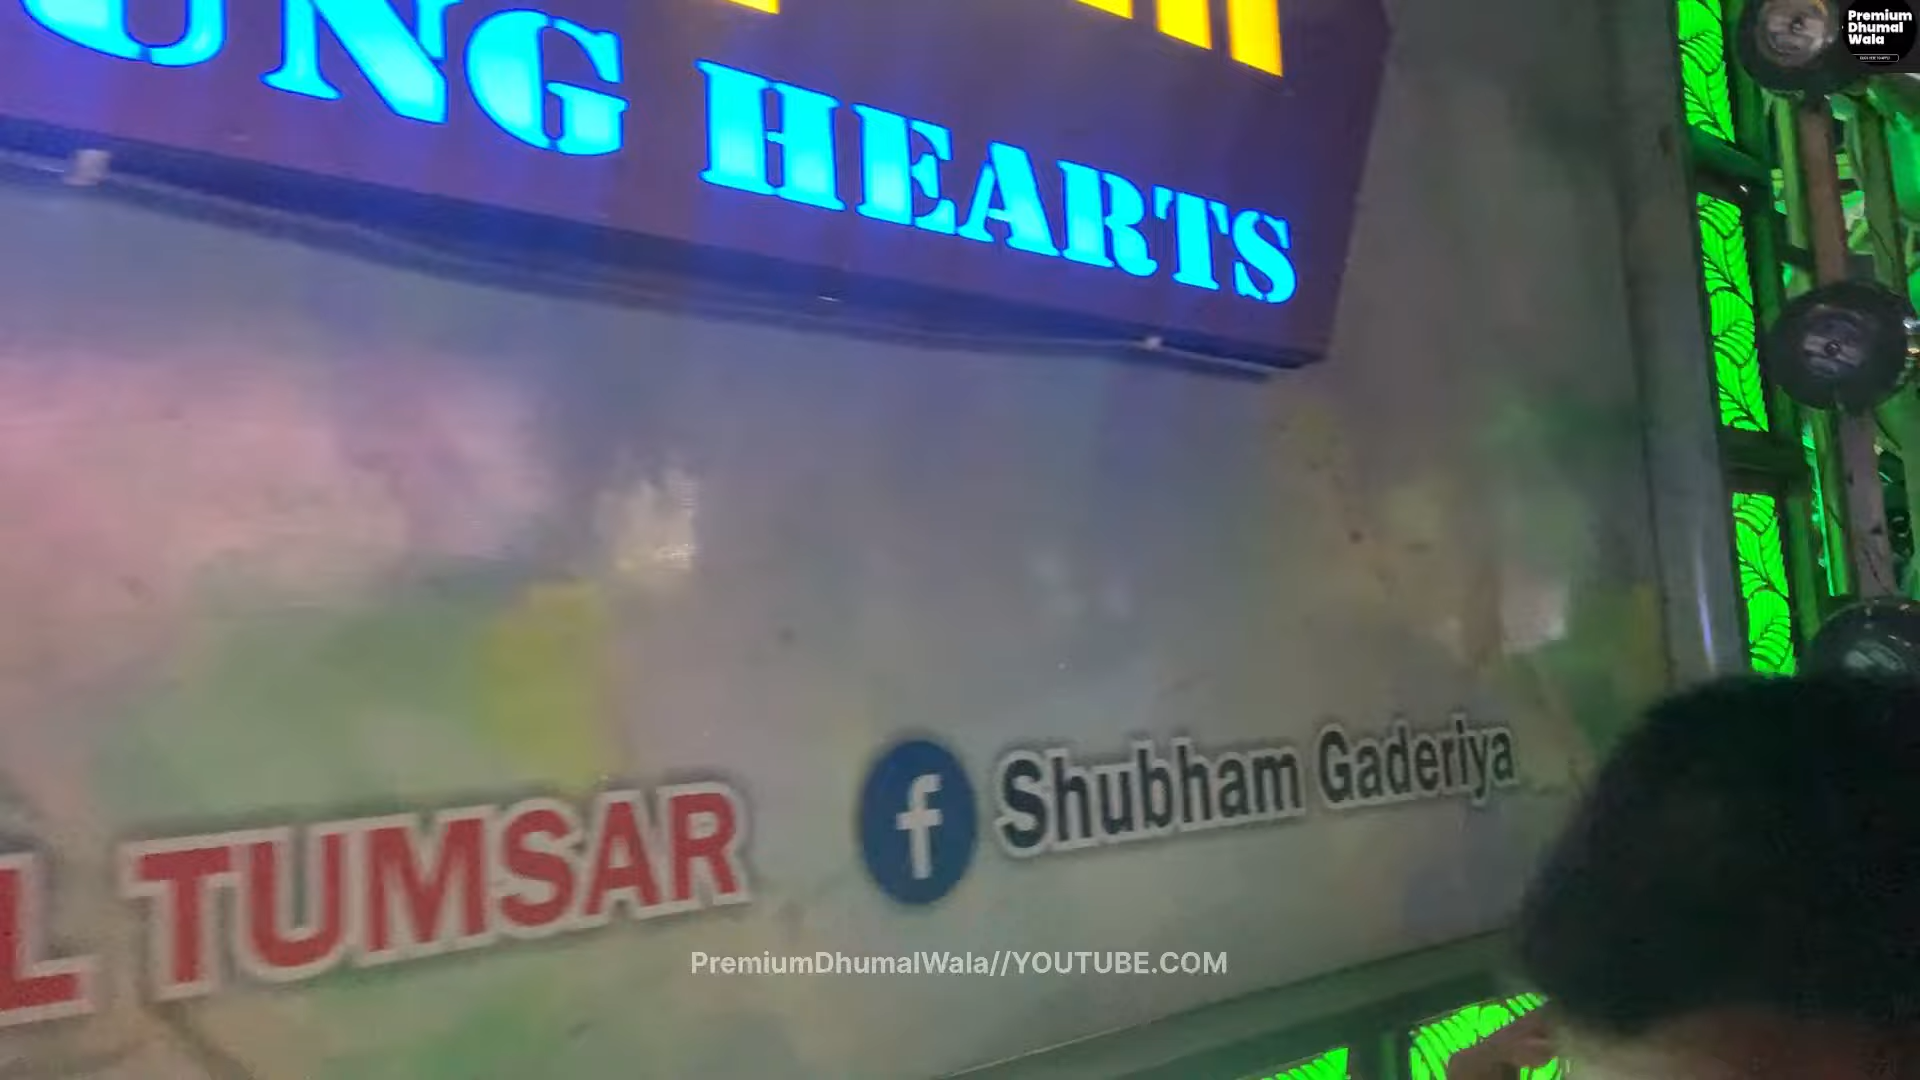 Premium
Dhumal
Wala
UNG HEARTS
L TUMSAR
f Shubham Gaderiya
PremiumDhumalWala//YOUTUBE.COM